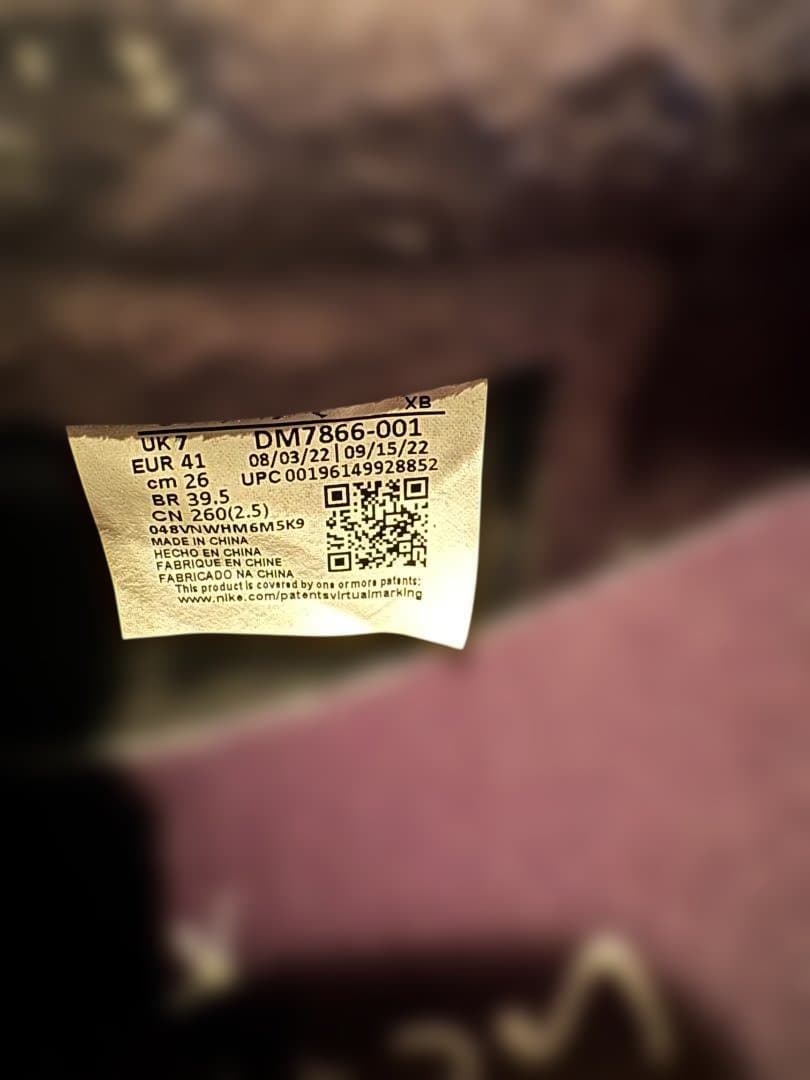 XB
UK 7 DM7866-001
EUR 41 08/03/22 | 09/15/22
cm 26 UPC 00196149928852
BR 39.5
CN 260(2.5)
048VNWHM6M5K9
MADE IN CHINA
HECHO EN CHINA
FABRIQUE EN CHINE
FABRICADO NA CHINA
This product is covered by one or more patents:
www.nike.com/patentsvirtualmarking